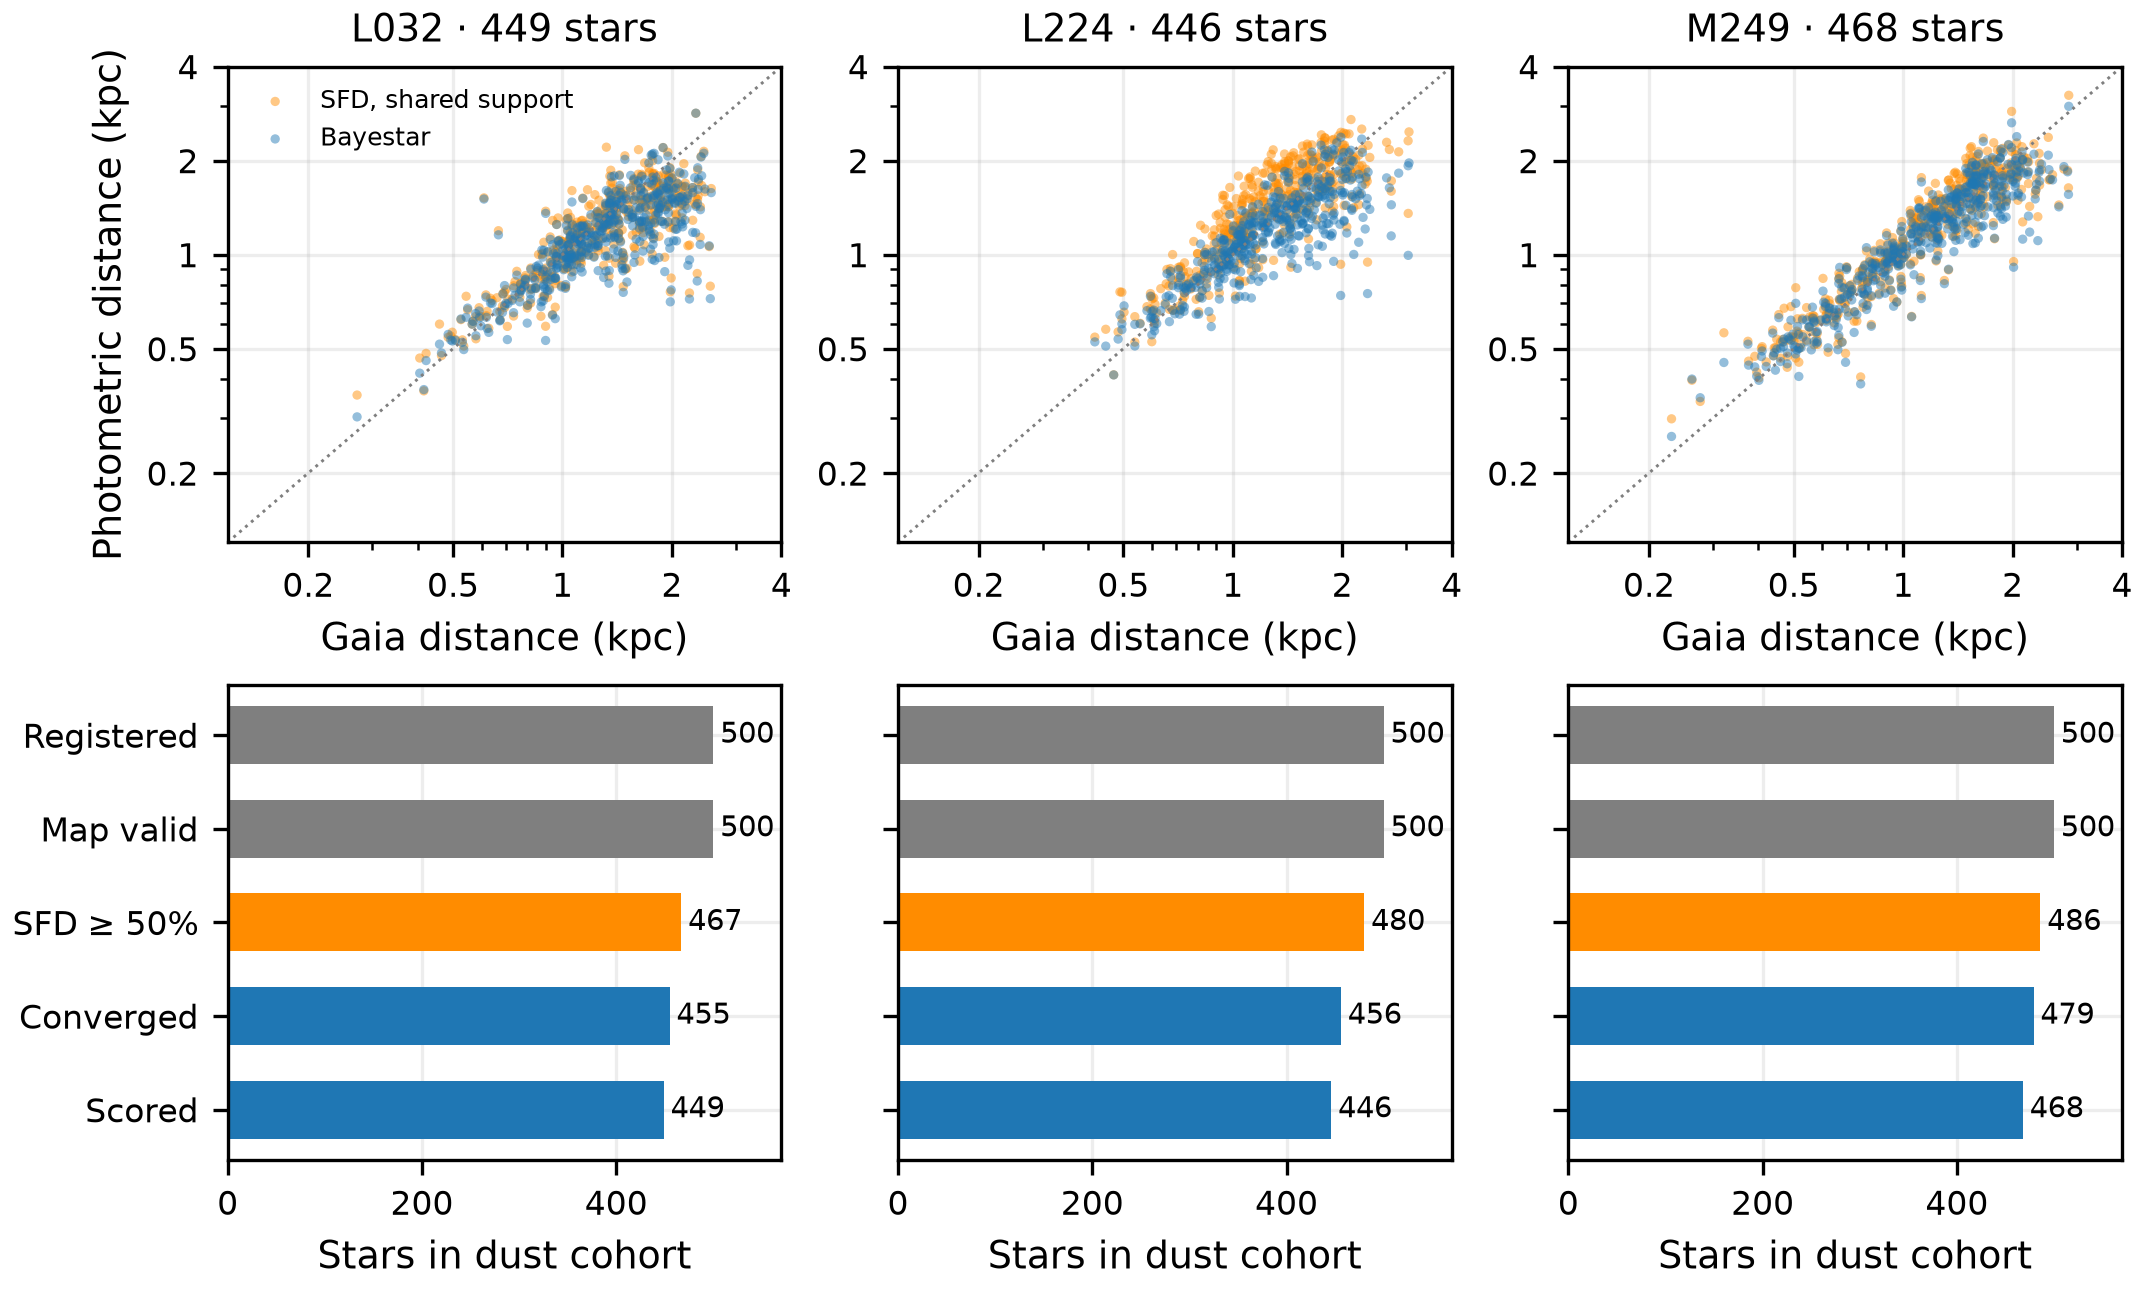 L032 · 449 stars
L224 · 446 stars
M249 · 468 stars
Photometric distance (kpc)
4
2
1
0.5
0.2
SFD, shared support
Bayestar
0.2 0.5 1 2 4
Gaia distance (kpc)
4
2
1
0.5
0.2
0.2 0.5 1 2 4
Gaia distance (kpc)
4
2
1
0.5
0.2
0.2 0.5 1 2 4
Gaia distance (kpc)
Registered 500
Map valid 500
SFD ≥ 50% 467
Converged 455
Scored 449
0 200 400
Stars in dust cohort
500
500
480
456
446
0 200 400
Stars in dust cohort
500
500
486
479
468
0 200 400
Stars in dust cohort